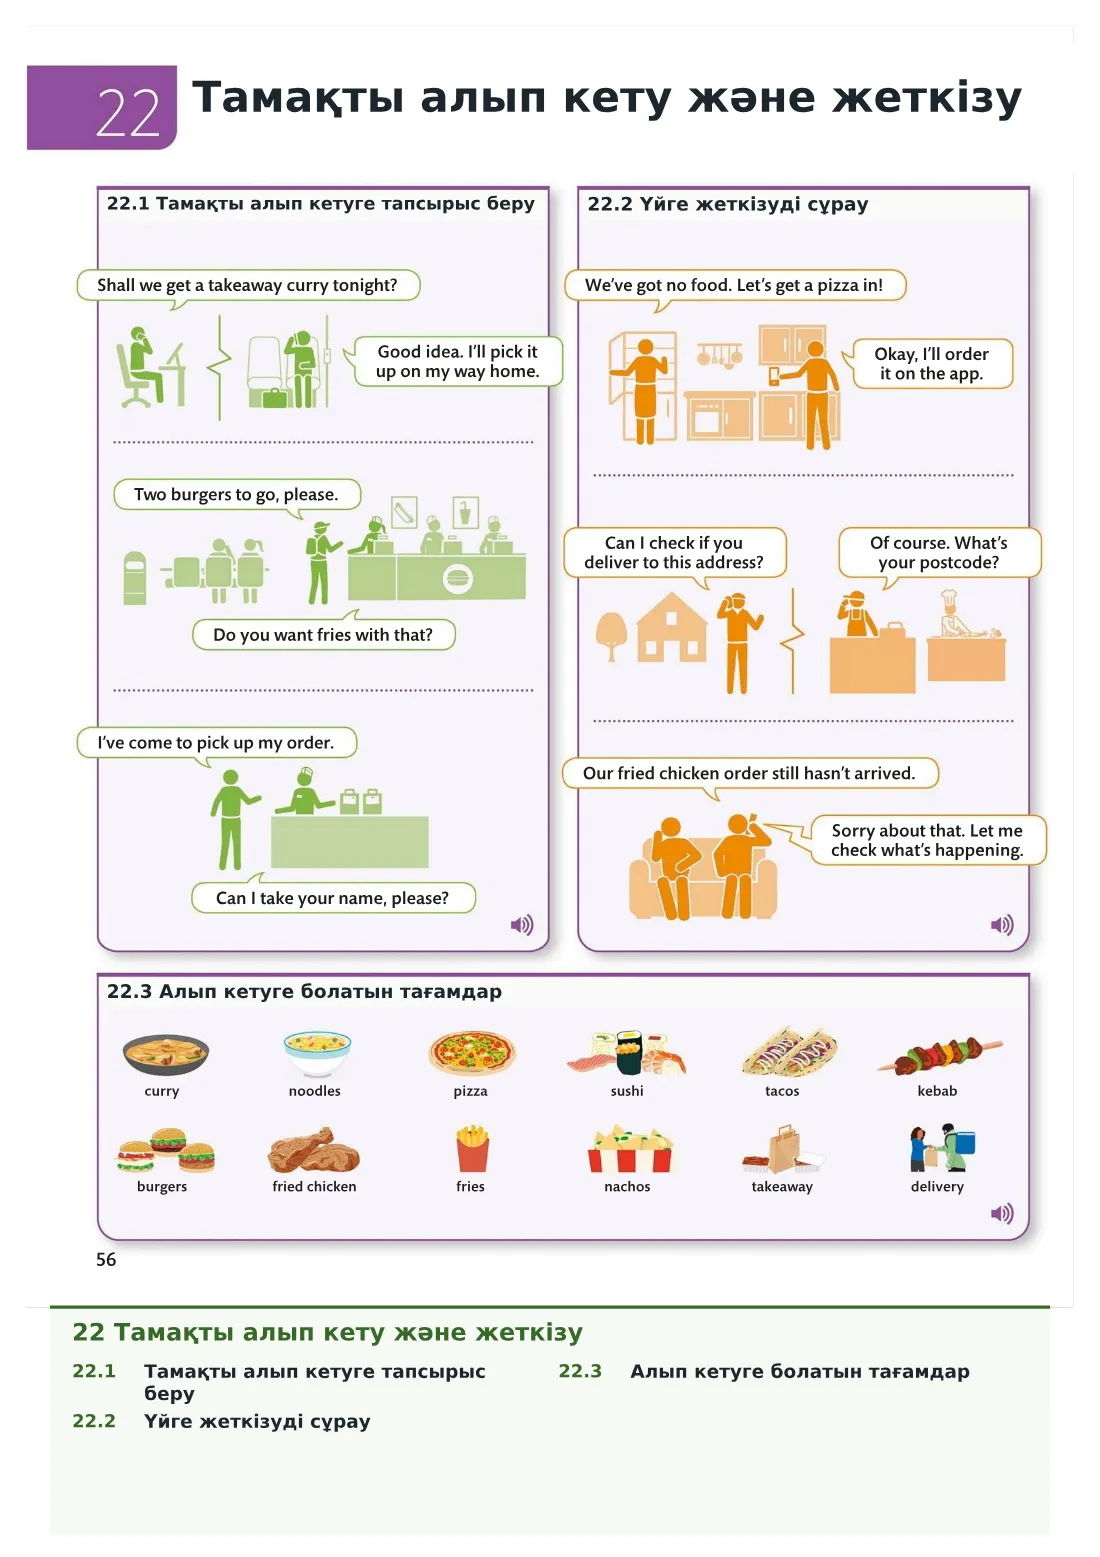 22
Тамақты алып кету және жеткізу
22.1 Тамақты алып кетуге тапсырыс беру
Shall we get a takeaway curry tonight?
Good idea. I'll pick it
up on my way home.
Two burgers to go, please.
Do you want fries with that?
I've come to pick up my order.
Can I take your name, please?
22.2 Үйге жеткізуді сұрау
We've got no food. Let's get a pizza in!
Okay, I'll order
it on the app.
Can I check if you
deliver to this address?
Of course. What's
your postcode?
Our fried chicken order still hasn't arrived.
Sorry about that. Let me
check what's happening.
22.3 Алып кетуге болатын тағамдар
curry
noodles
pizza
sushi
tacos
kebab
burgers
fried chicken
fries
nachos
takeaway
delivery
56
22 Тамақты алып кету және жеткізу
22.1 Тамақты алып кетуге тапсырыс
беру
22.2 Үйге жеткізуді сұрау
22.3 Алып кетуге болатын тағамдар